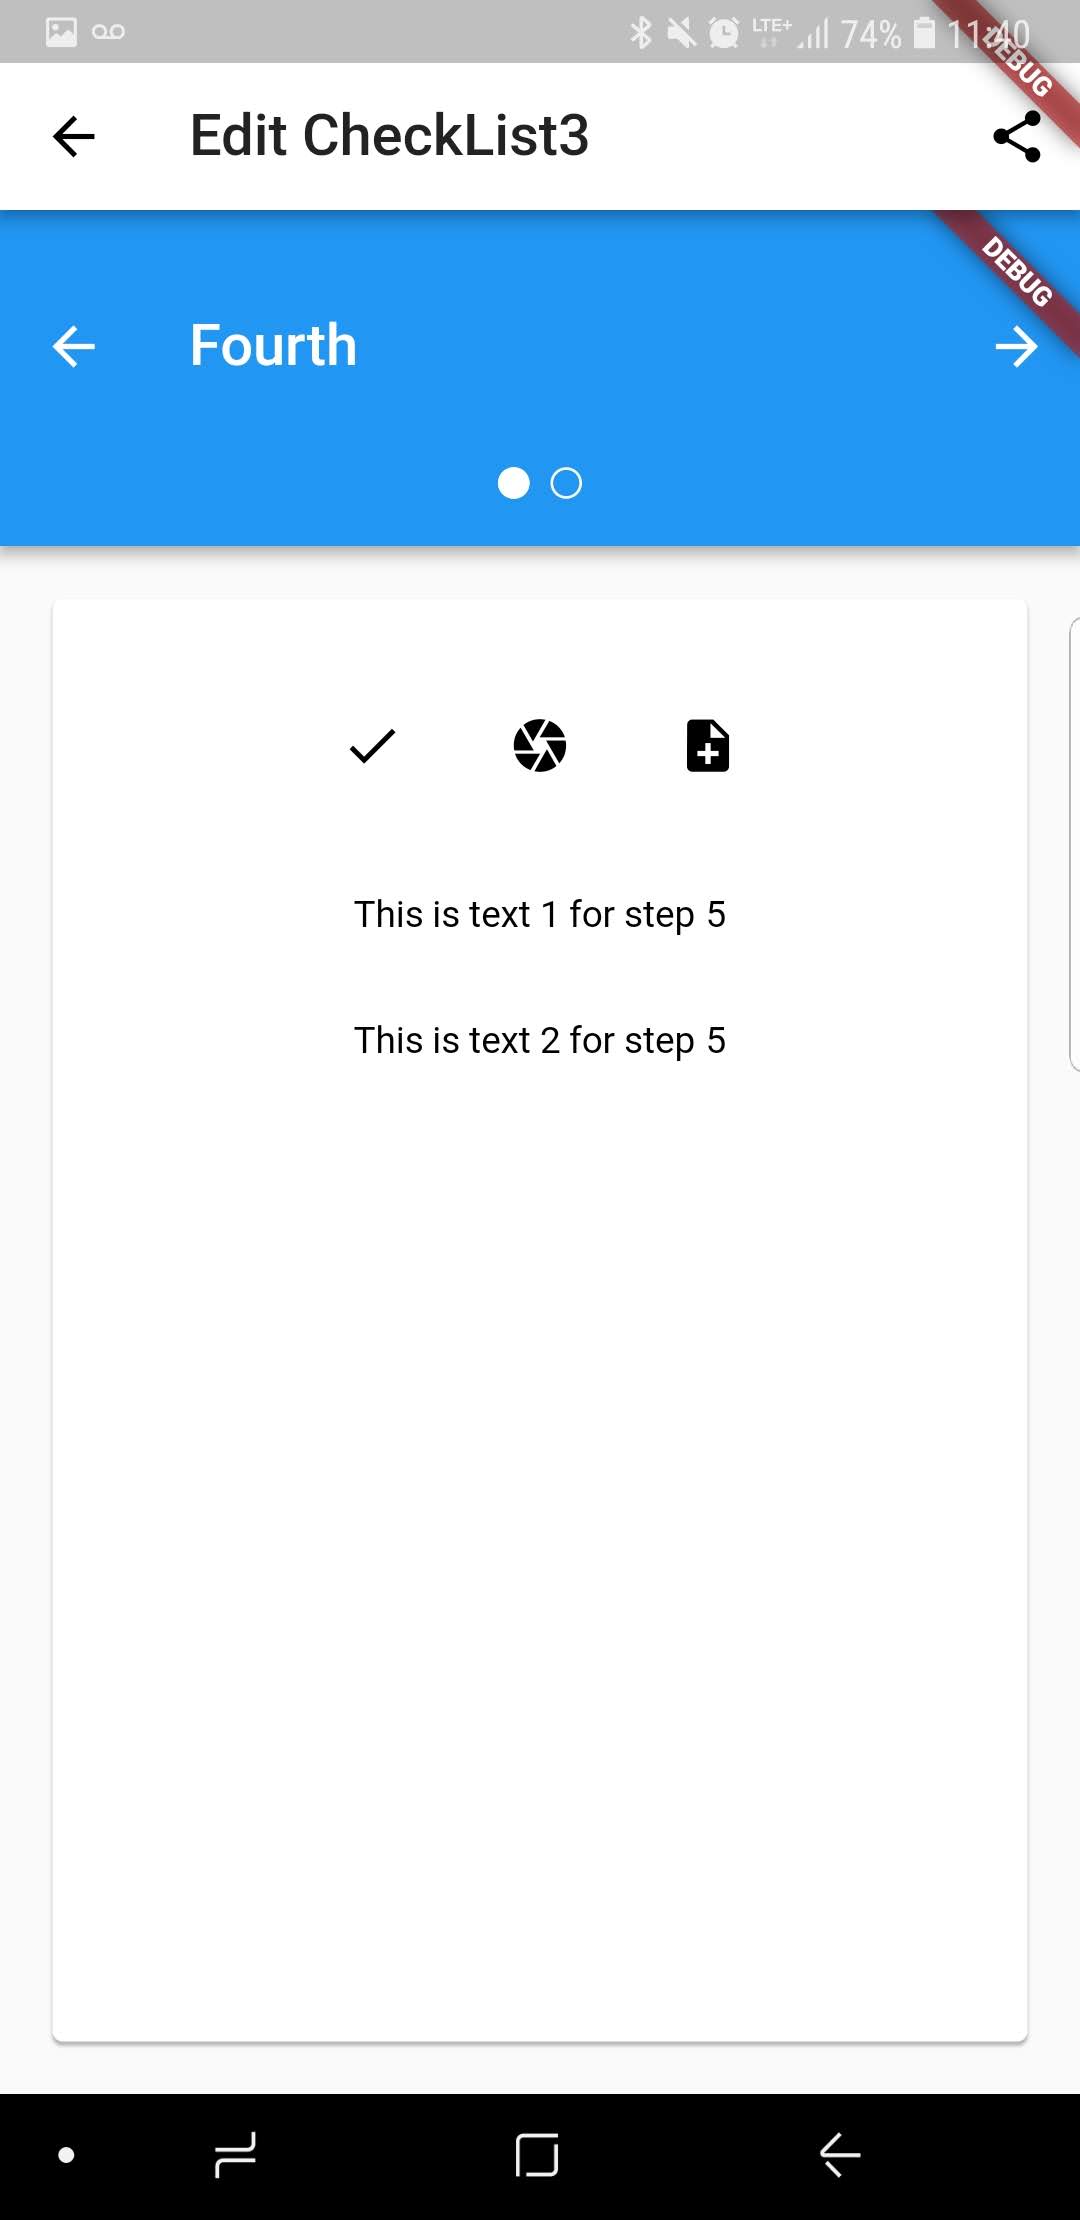 LTE+ 74% 11:40
DEBUG
Edit CheckList3
DEBUG
Fourth
This is text 1 for step 5
This is text 2 for step 5